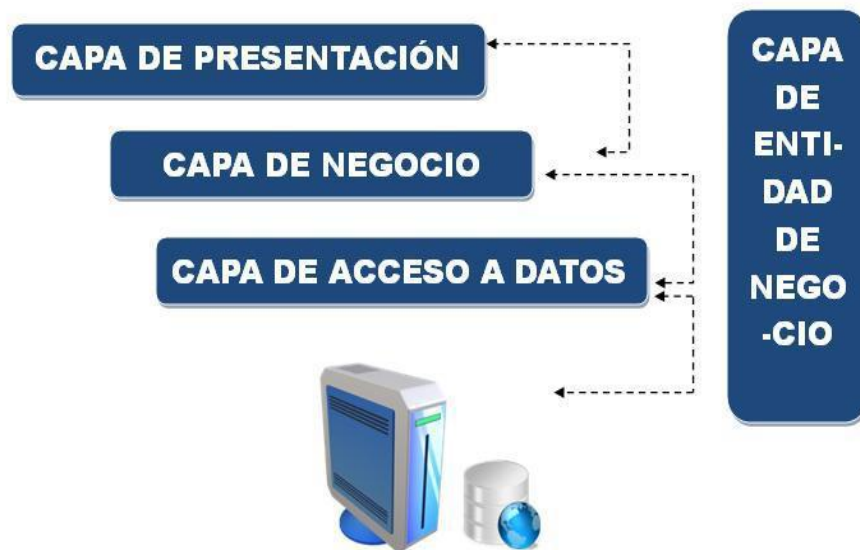 CAPA DE PRESENTACIÓN
CAPA DE NEGOCIO
CAPA DE ACCESO A DATOS
CAPA
DE
ENTI-
DAD
DE
NEGO
-CIO